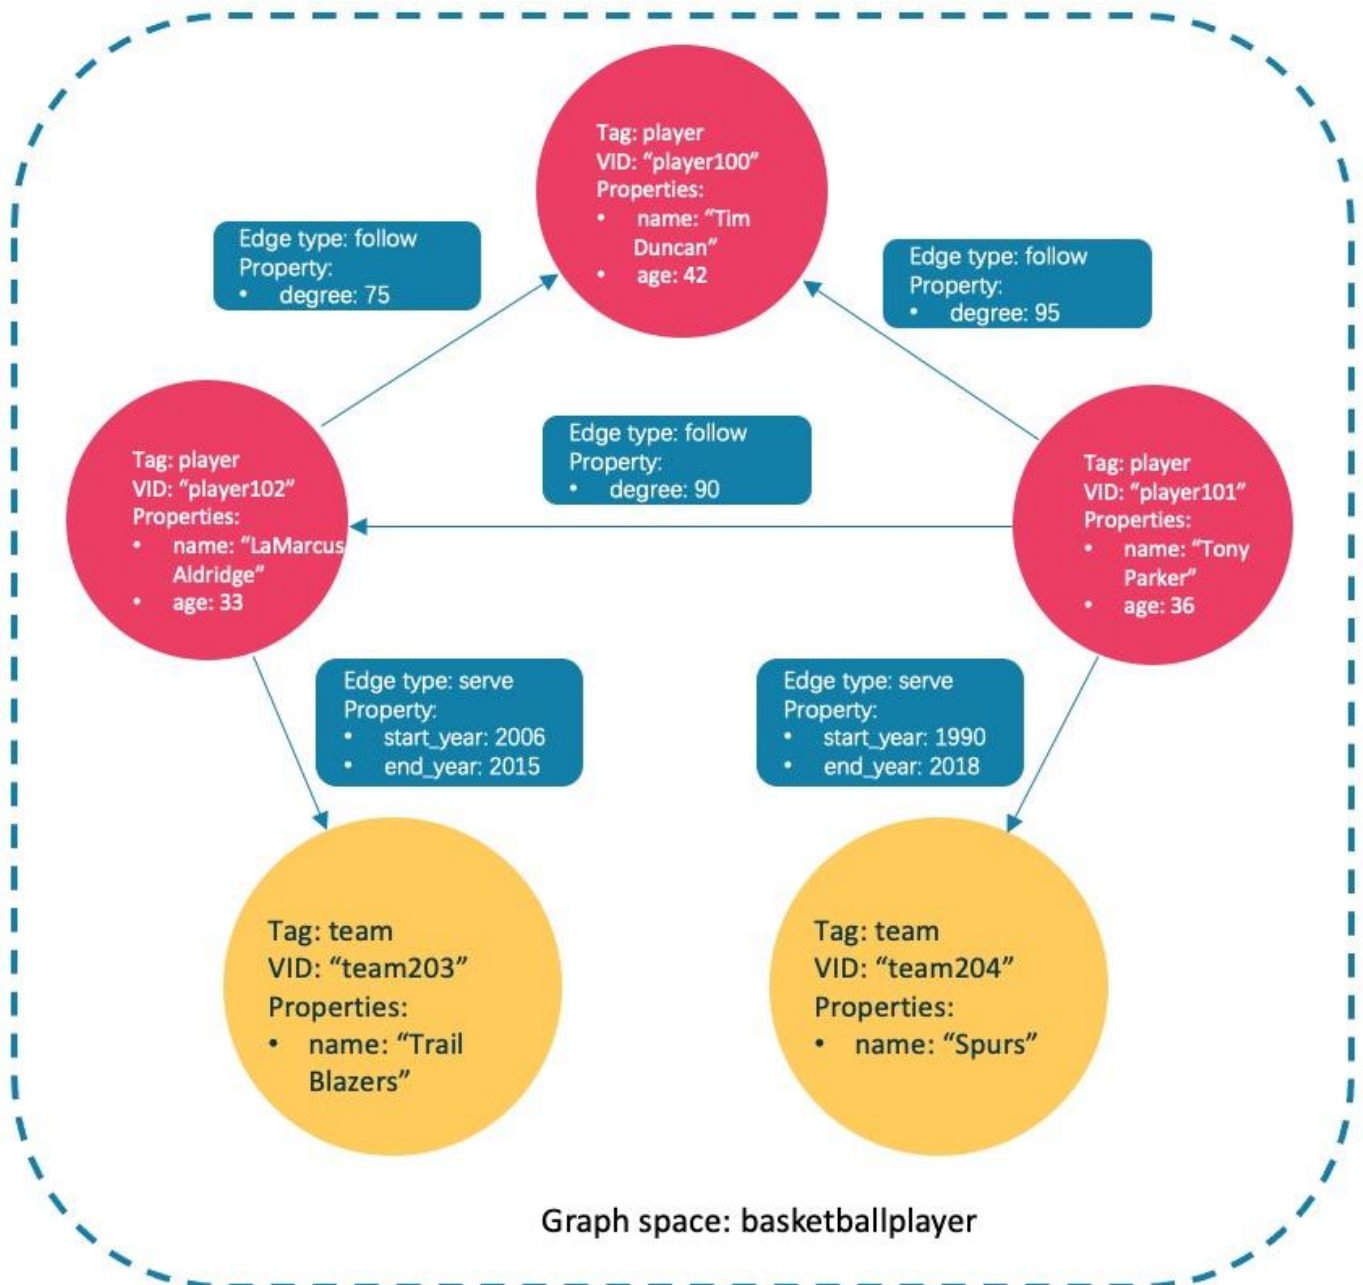 Tag: player
VID: “player100”
Properties:
• name: “Tim
Duncan”
• age: 42
Edge type: follow
Property:
• degree: 75
Edge type: follow
Property:
• degree: 95
Edge type: follow
Property:
• degree: 90
Tag: player
VID: “player102”
Properties:
• name: “LaMarcus
Aldridge”
• age: 33
Tag: player
VID: “player101”
Properties:
• name: “Tony
Parker”
• age: 36
Edge type: serve
Property:
• start_year: 2006
• end_year: 2015
Edge type: serve
Property:
• start_year: 1990
• end_year: 2018
Tag: team
VID: “team203”
Properties:
• name: “Trail
Blazers”
Tag: team
VID: “team204”
Properties:
• name: “Spurs”
Graph space: basketballplayer